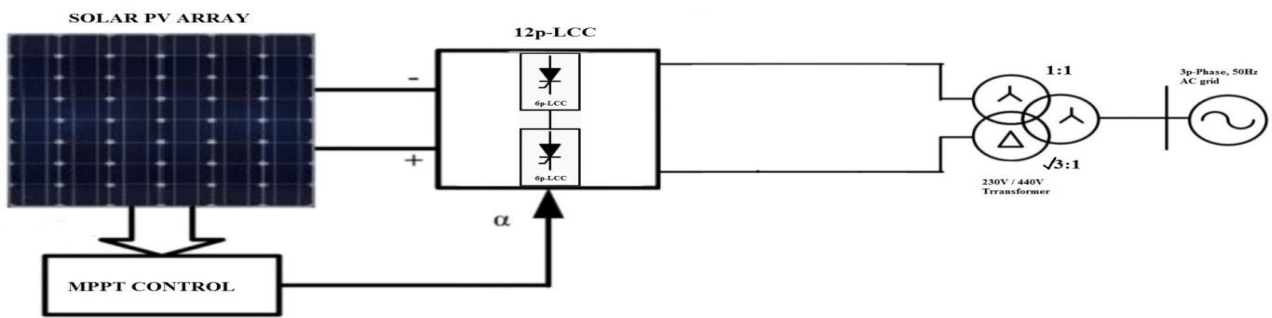 SOLAR PV ARRAY
12p-LCC
6p-LCC
6p-LCC
-
+
α
MPPT CONTROL
1:1
√3:1
230V / 440V
Trransformer
3p-Phase, 50Hz
AC grid